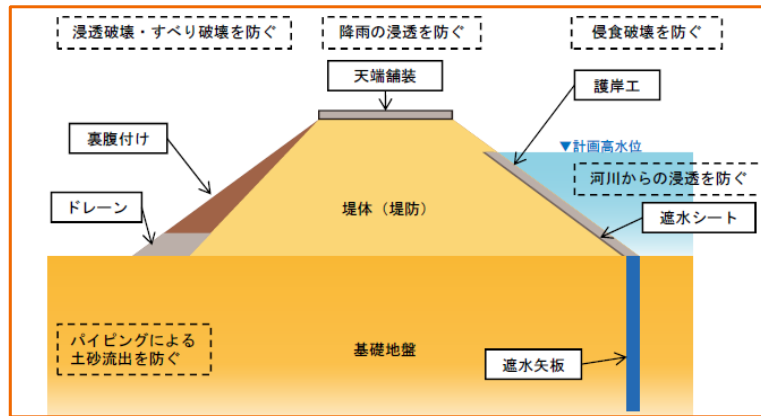 浸透破壊・すべり破壊を防ぐ
降雨の浸透を防ぐ
侵食破壊を防ぐ
天端舗装
護岸工
裏腹付け
▼計画高水位
河川からの浸透を防ぐ
ドレーン
堤体（堤防）
遮水シート
パイピングによる
土砂流出を防ぐ
基礎地盤
遮水矢板